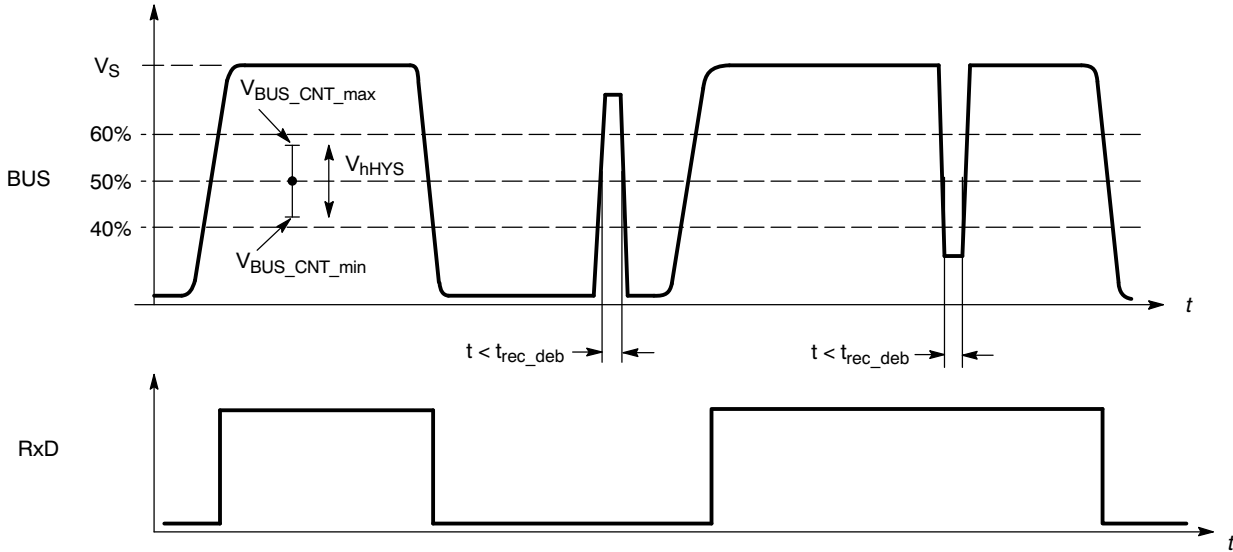 V_S
V_BUS_CNT_max
60%
V_hHYS
BUS
50%
40%
V_BUS_CNT_min
t
t < t_rec_deb
t < t_rec_deb
RxD
t